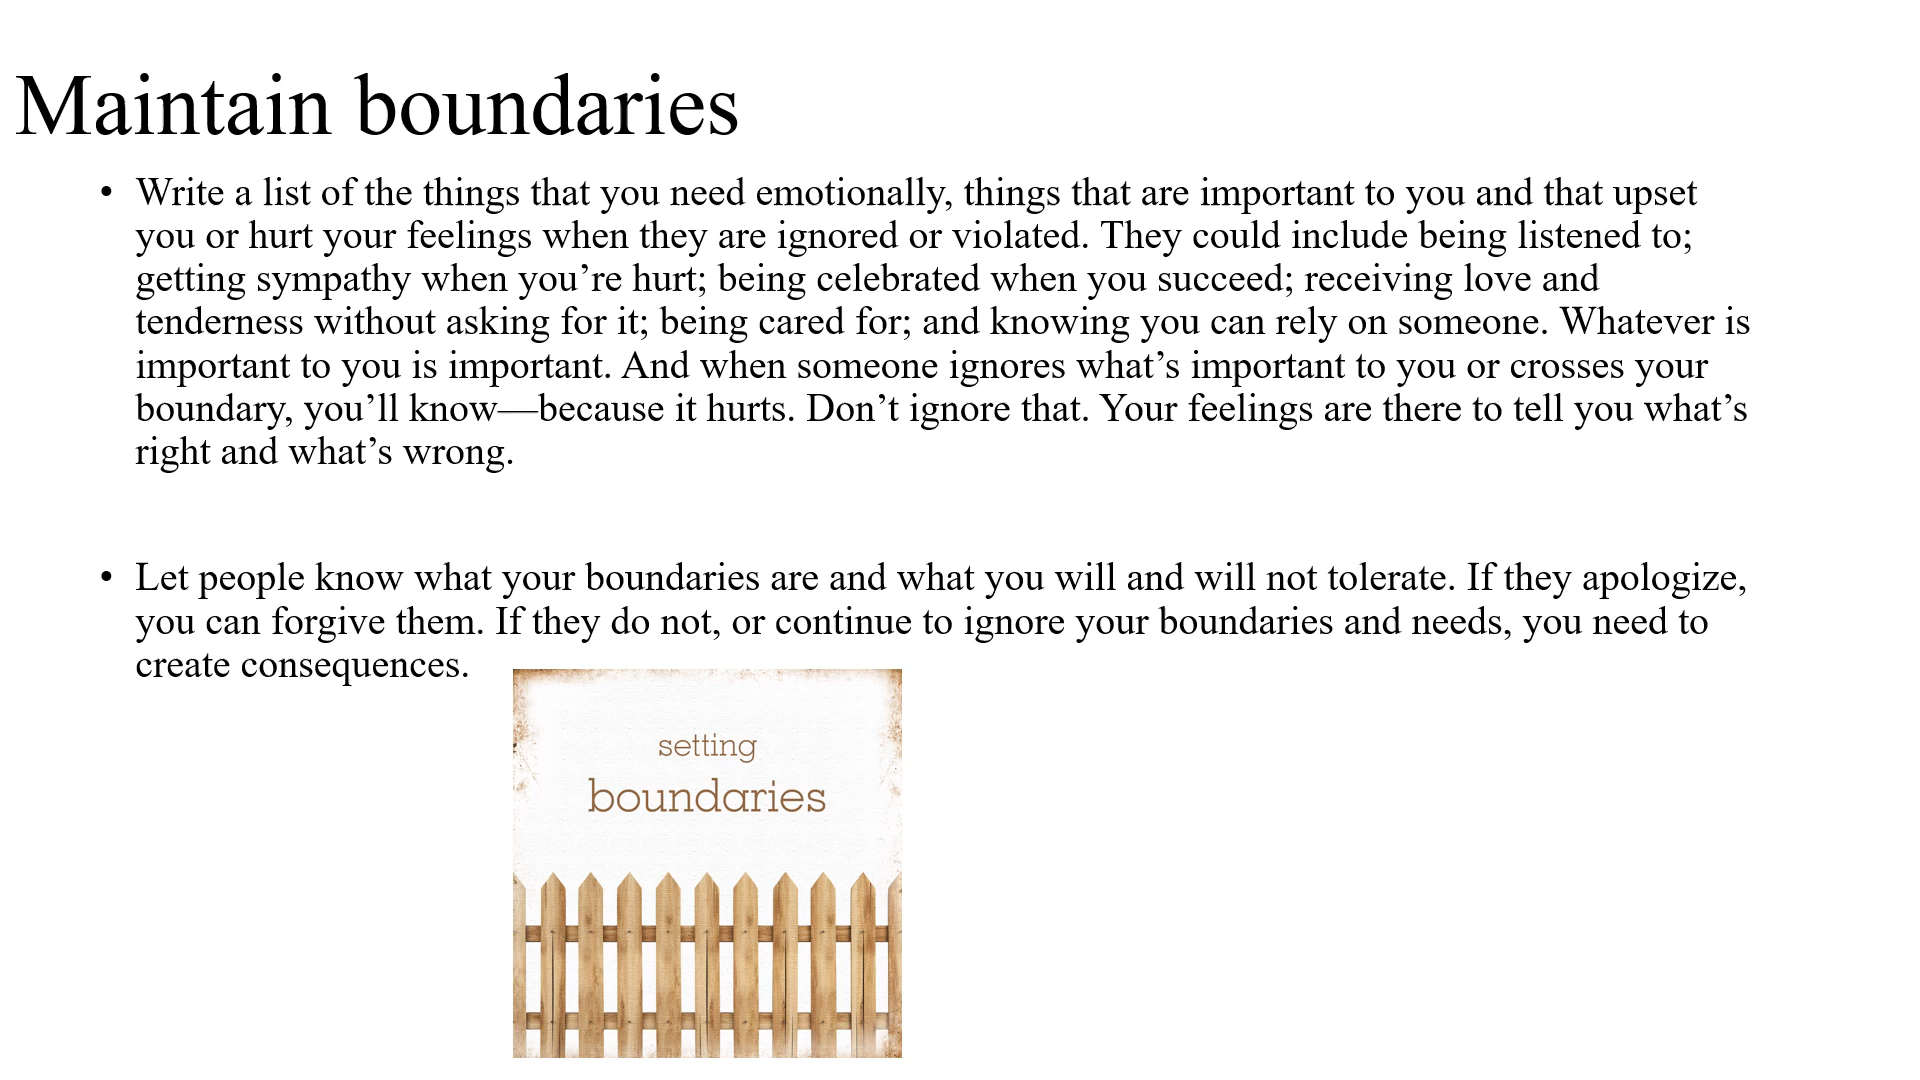 Maintain boundaries
• Write a list of the things that you need emotionally, things that are important to you and that upset
you or hurt your feelings when they are ignored or violated. They could include being listened to;
getting sympathy when you’re hurt; being celebrated when you succeed; receiving love and
tenderness without asking for it; being cared for; and knowing you can rely on someone. Whatever is
important to you is important. And when someone ignores what’s important to you or crosses your
boundary, you’ll know—because it hurts. Don’t ignore that. Your feelings are there to tell you what’s
right and what’s wrong.
• Let people know what your boundaries are and what you will and will not tolerate. If they apologize,
you can forgive them. If they do not, or continue to ignore your boundaries and needs, you need to
create consequences.
setting
boundaries